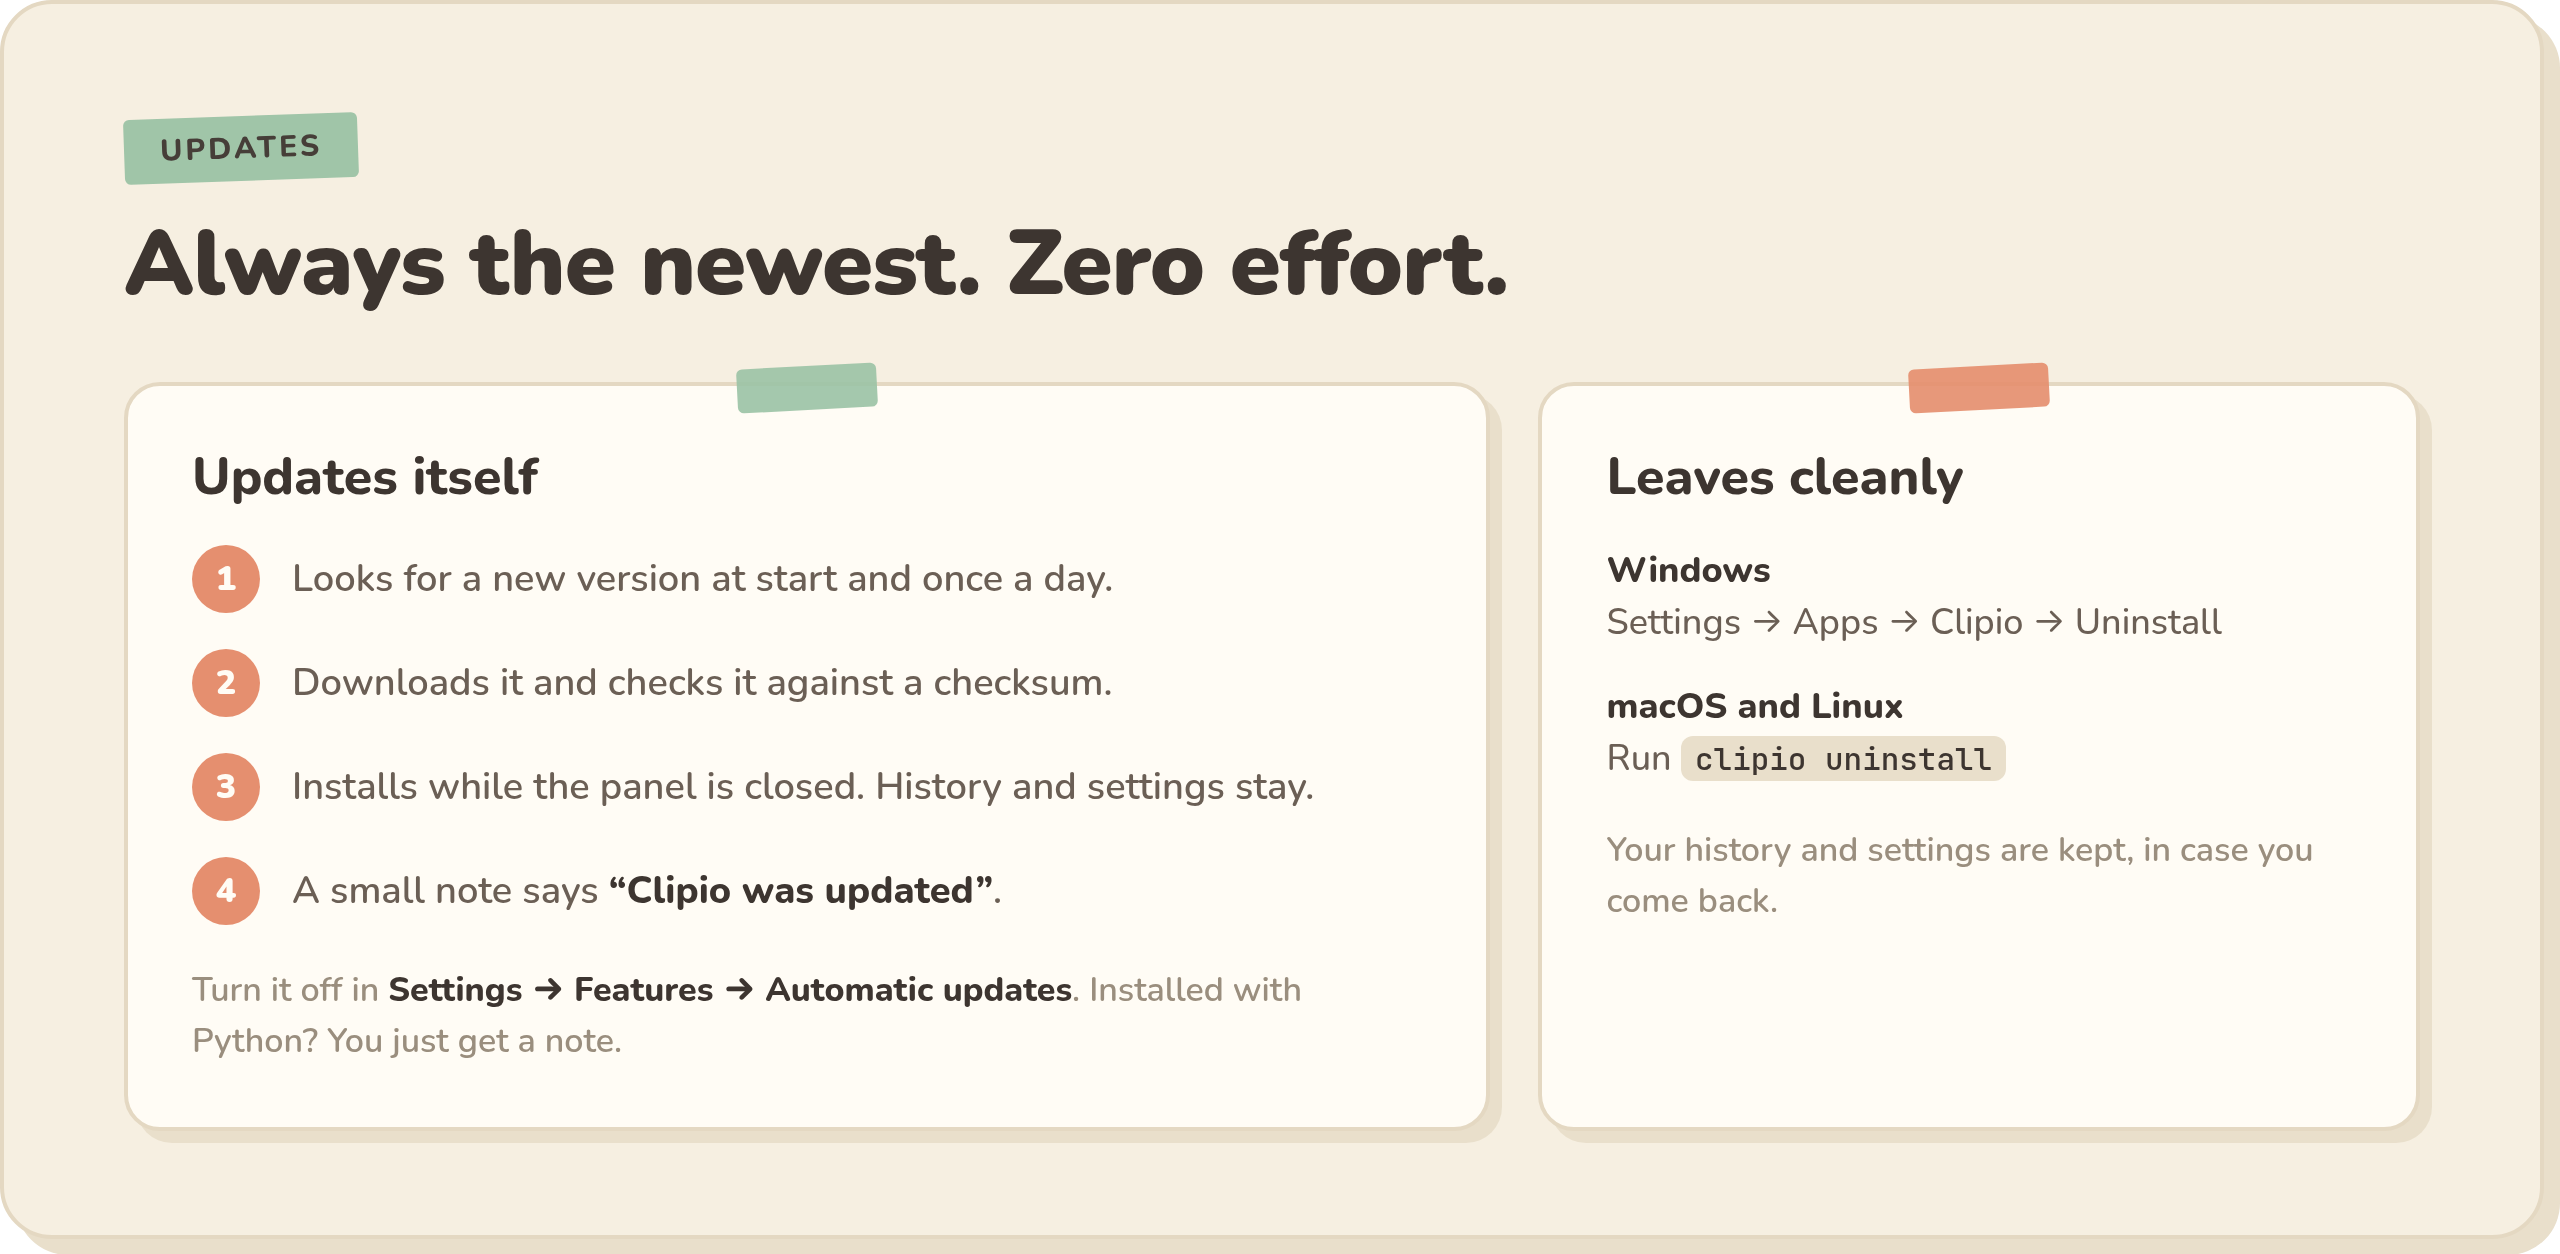 UPDATES
Always the newest. Zero effort.
Updates itself
1 Looks for a new version at start and once a day.
2 Downloads it and checks it against a checksum.
3 Installs while the panel is closed. History and settings stay.
4 A small note says “Clipio was updated”.
Turn it off in Settings → Features → Automatic updates. Installed with
Python? You just get a note.
Leaves cleanly
Windows
Settings → Apps → Clipio → Uninstall
macOS and Linux
Run clipio uninstall
Your history and settings are kept, in case you
come back.